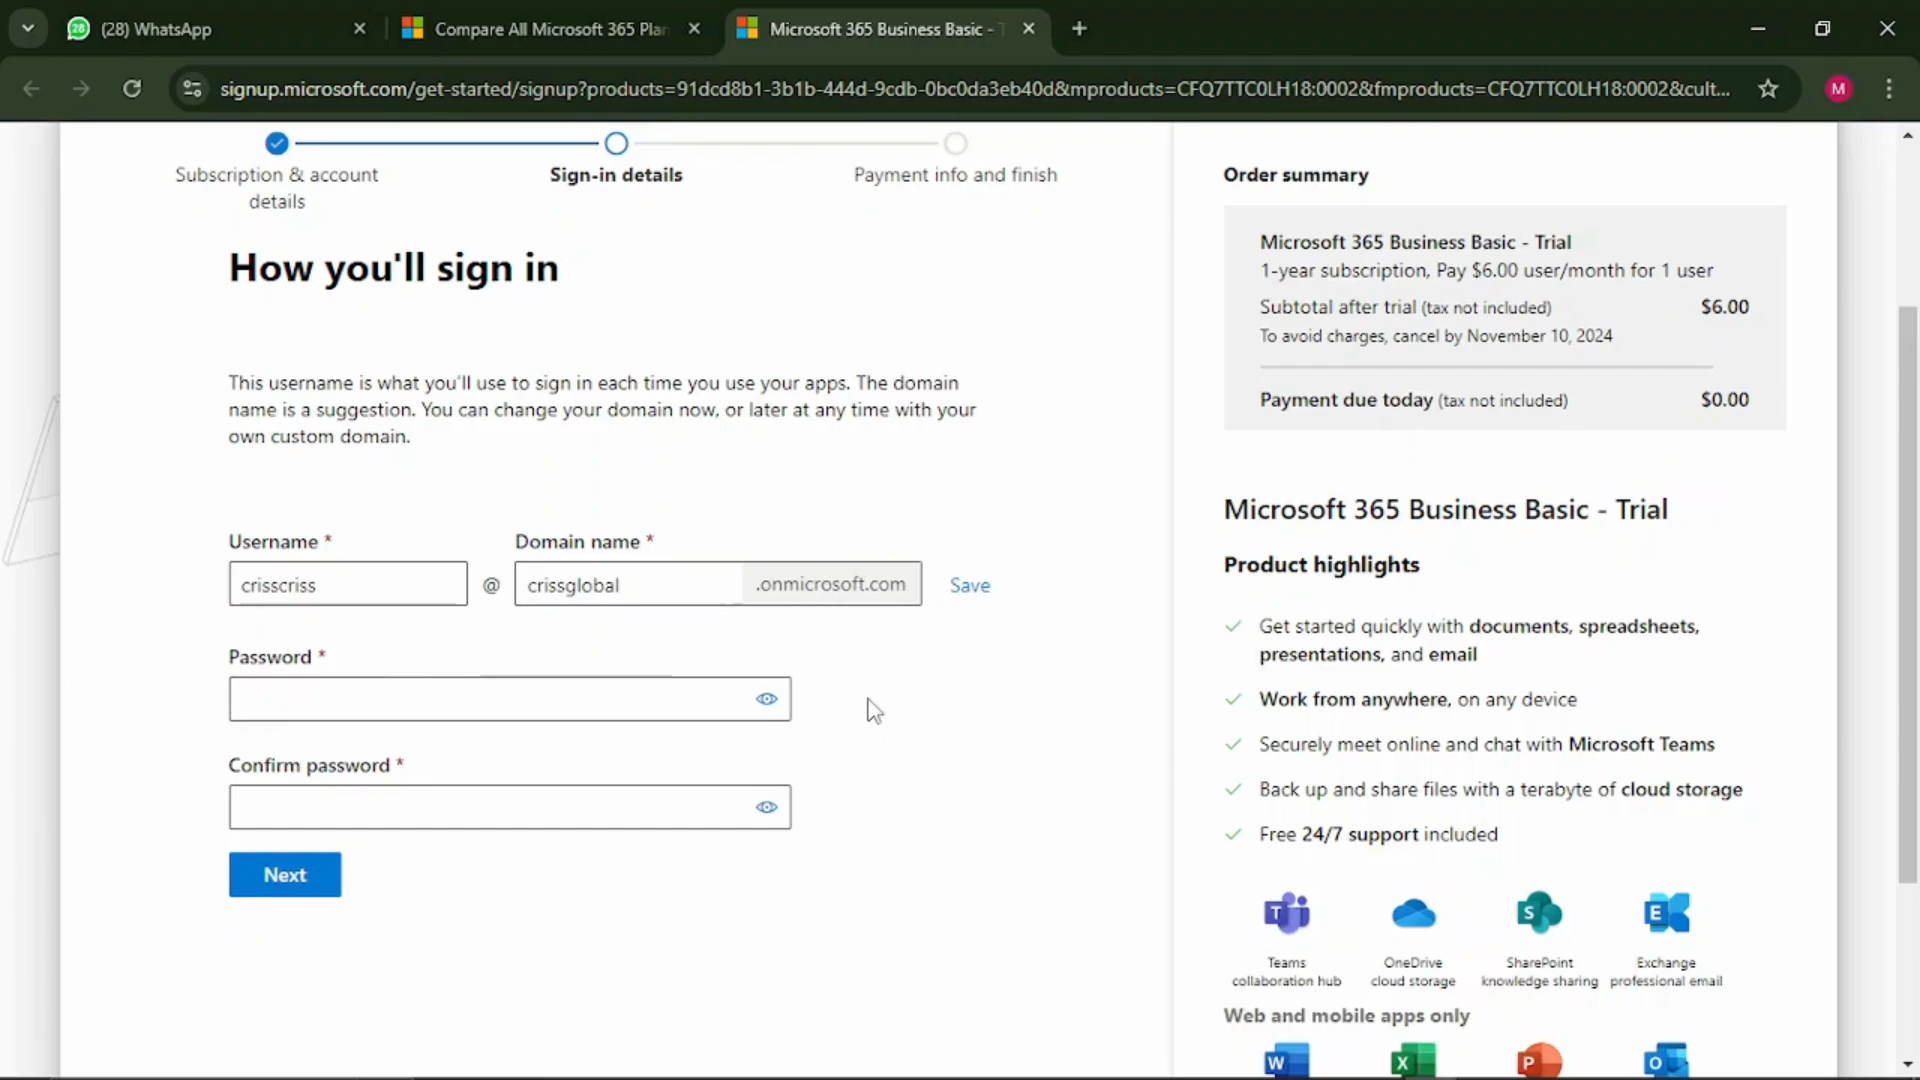 28
(28) WhatsApp
Compare All Microsoft 365 Plan
Microsoft 365 Business Basic - T
signup.microsoft.com/get-started/signup?products=91dcd8b1-3b1b-444d-9cdb-0bc0da3eb40d&mproducts=CFQ7TTC0LH18:0002&fmproducts=CFQ7TTC0LH18:0002&cult...
M
Subscription & account
details
Sign-in details
Payment info and finish
How you'll sign in
This username is what you'll use to sign in each time you use your apps. The domain
name is a suggestion. You can change your domain now, or later at any time with your
own custom domain.
Username *
Domain name *
crisscriss
@
crissglobal
.onmicrosoft.com
Save
Password *
Confirm password *
Next
Order summary
Microsoft 365 Business Basic - Trial
1-year subscription, Pay $6.00 user/month for 1 user
Subtotal after trial (tax not included) $6.00
To avoid charges, cancel by November 10, 2024
Payment due today (tax not included) $0.00
Microsoft 365 Business Basic - Trial
Product highlights
Get started quickly with documents, spreadsheets,
presentations, and email
Work from anywhere, on any device
Securely meet online and chat with Microsoft Teams
Back up and share files with a terabyte of cloud storage
Free 24/7 support included
T
S
E
Teams
collaboration hub
OneDrive
cloud storage
SharePoint
knowledge sharing
Exchange
professional email
Web and mobile apps only
W
X
P
O